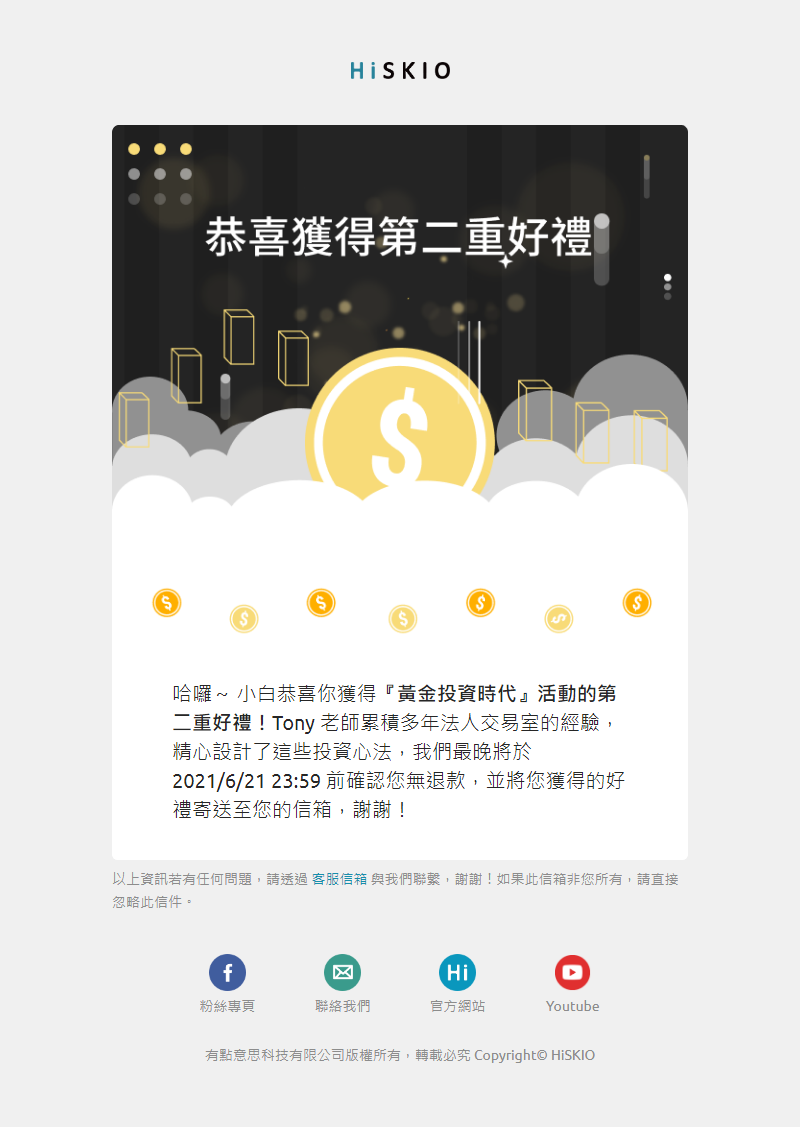 HiSKIO
恭喜獲得第二重好禮
哈囉～ 小白恭喜你獲得『黃金投資時代』活動的第
二重好禮！Tony 老師累積多年法人交易室的經驗，
精心設計了這些投資心法，我們最晚將於
2021/6/21 23:59 前確認您無退款，並將您獲得的好
禮寄送至您的信箱，謝謝！
以上資訊若有任何問題，請透過 客服信箱 與我們聯繫，謝謝！如果此信箱非您所有，請直接
忽略此信件。
Hi
粉絲專頁 聯絡我們 官方網站 Youtube
有點意思科技有限公司版權所有，轉載必究 Copyright© HiSKIO